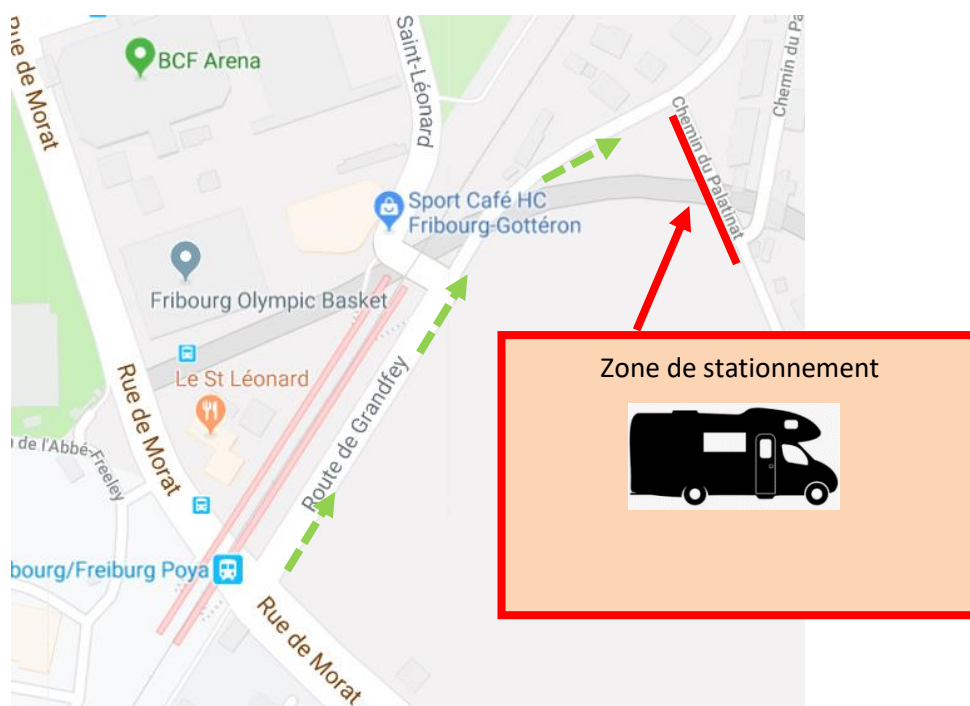 Rue de Morat
BCF Arena
Saint-Léonard
Chemin du Pa
Chemin du Palatinat
Sport Café HC
Fribourg-Gottéron
Fribourg Olympic Basket
Zone de stationnement
Le St Léonard
Rue de Morat
Route de Grandfey
de l'Abbé-Freeley
bourg/Freiburg Poya
Rue de Morat